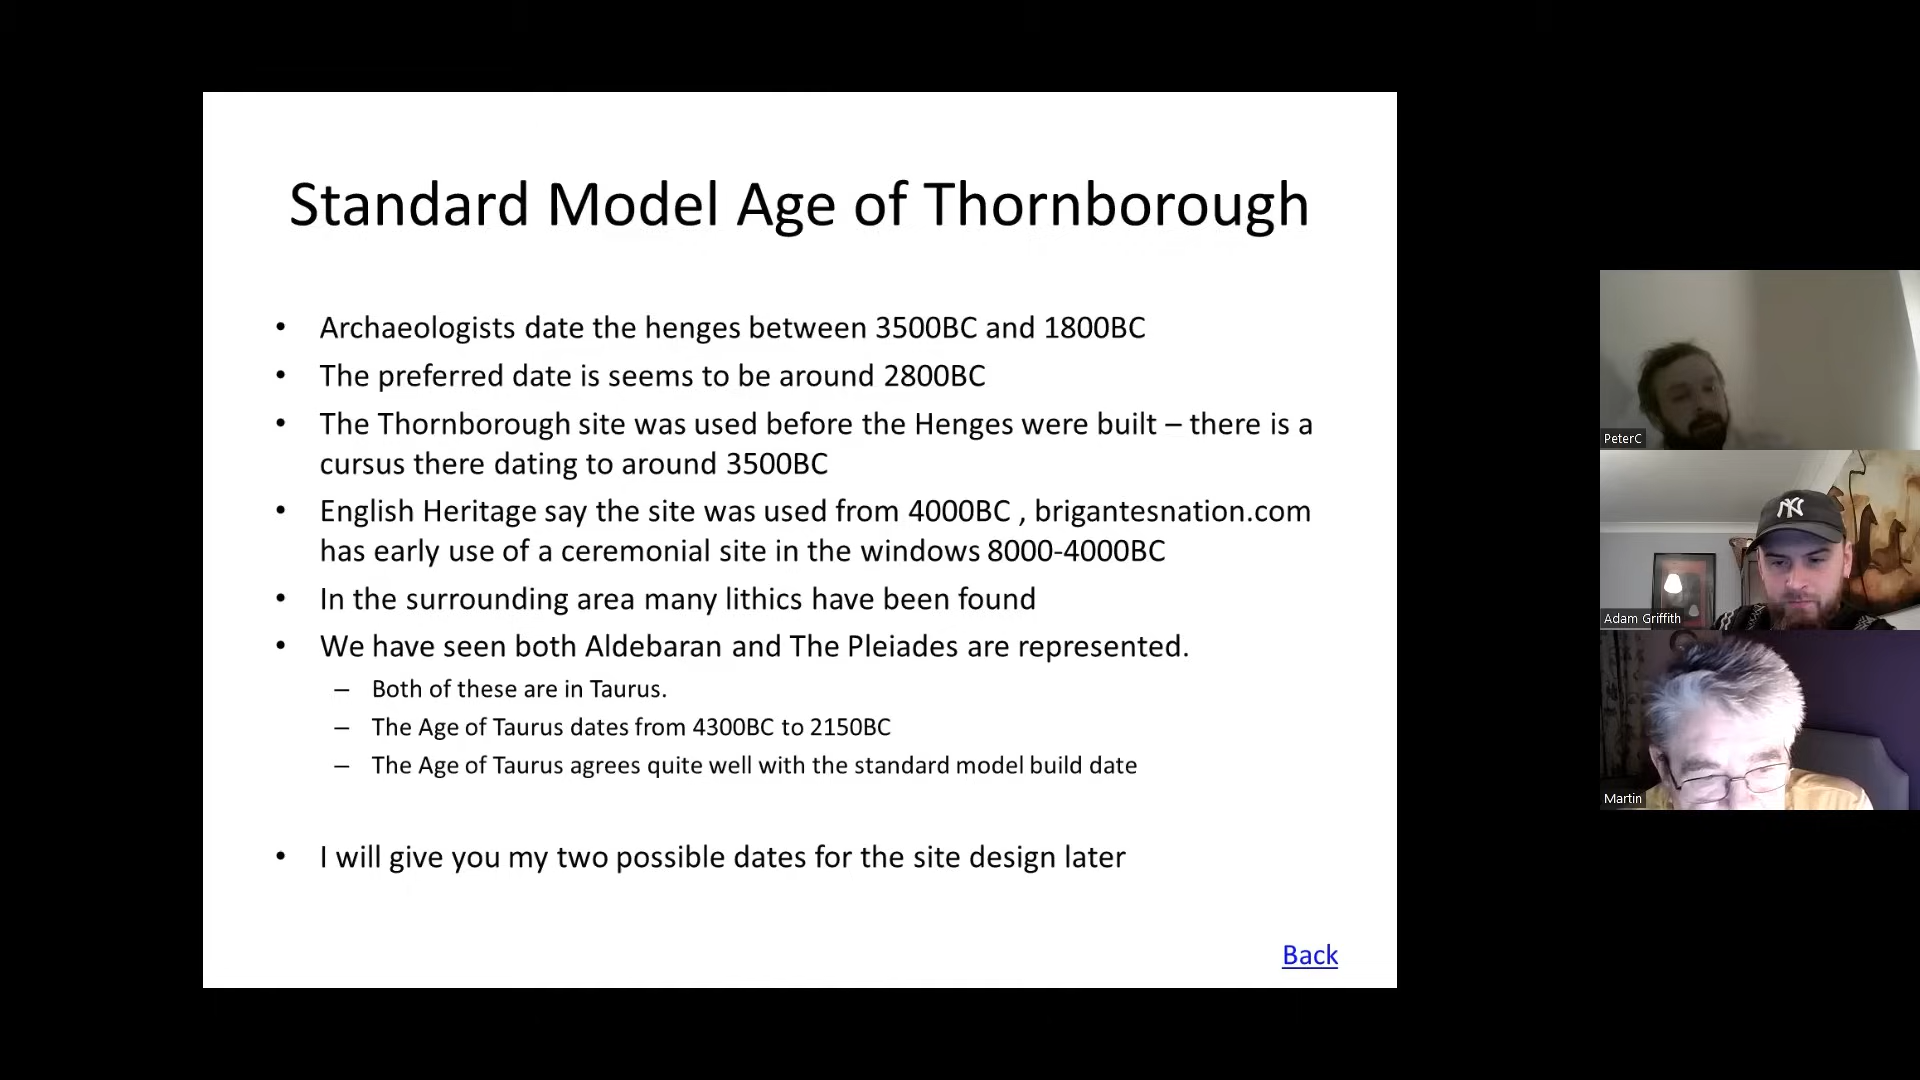 Standard Model Age of Thornborough
• Archaeologists date the henges between 3500BC and 1800BC
• The preferred date is seems to be around 2800BC
• The Thornborough site was used before the Henges were built – there is a
cursus there dating to around 3500BC
• English Heritage say the site was used from 4000BC , brigantesnation.com
has early use of a ceremonial site in the windows 8000-4000BC
• In the surrounding area many lithics have been found
• We have seen both Aldebaran and The Pleiades are represented.
– Both of these are in Taurus.
– The Age of Taurus dates from 4300BC to 2150BC
– The Age of Taurus agrees quite well with the standard model build date
• I will give you my two possible dates for the site design later
Back
PeterC
NY
Adam Griffith
Martin